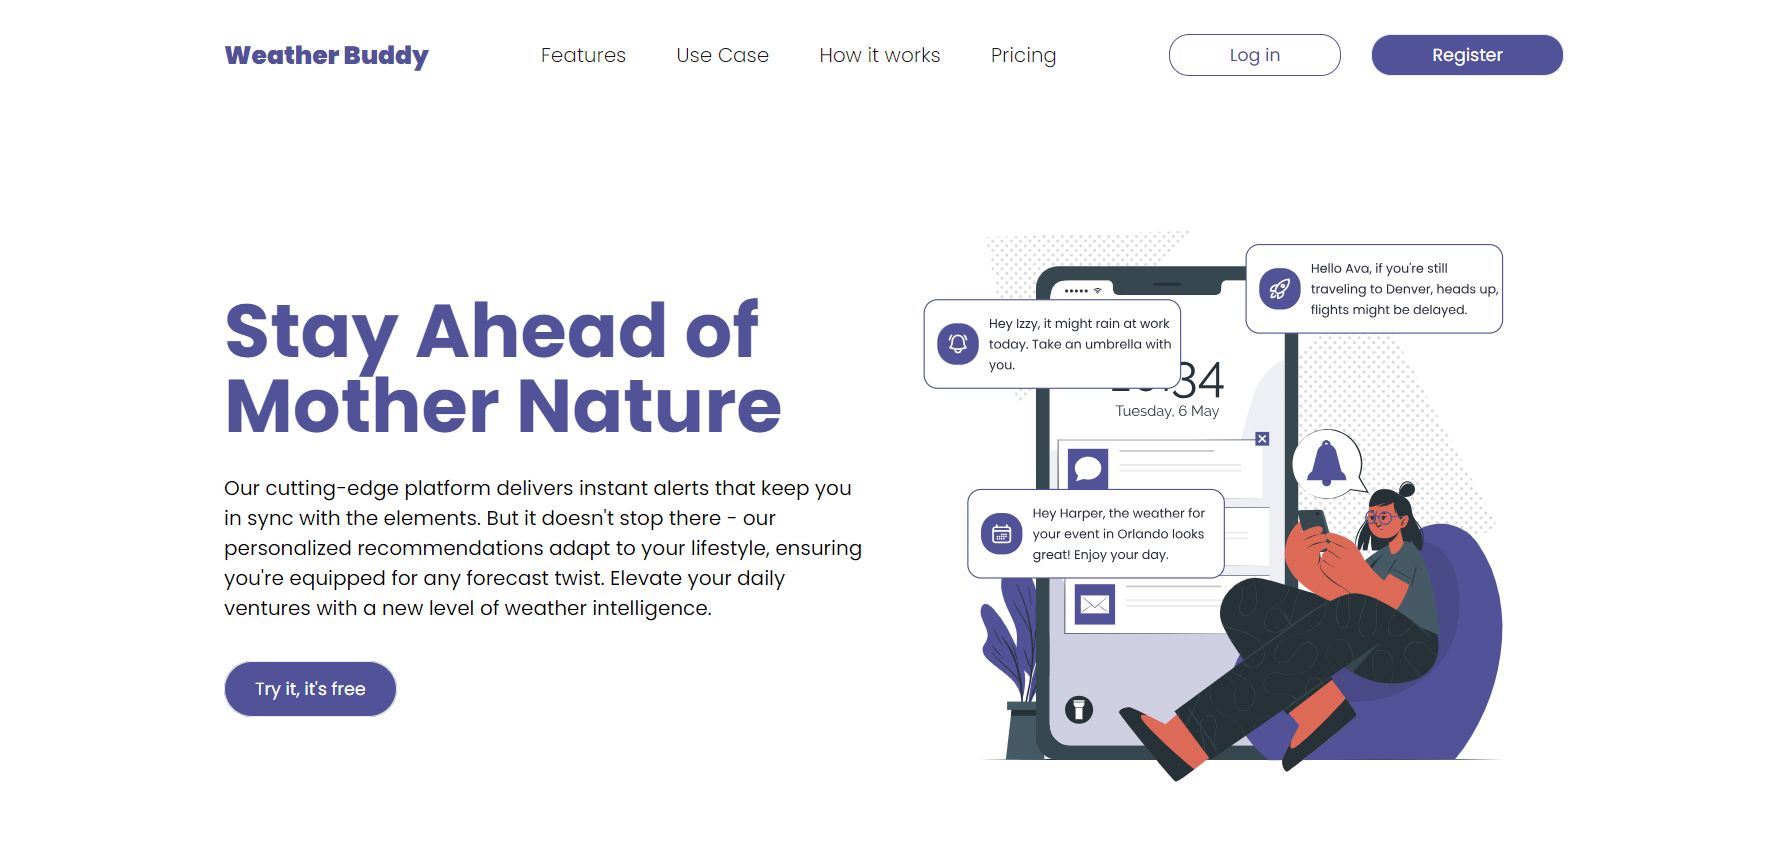 Weather Buddy
Features
Use Case
How it works
Pricing
Log in
Register
Stay Ahead of
Mother Nature
Our cutting-edge platform delivers instant alerts that keep you
in sync with the elements. But it doesn't stop there - our
personalized recommendations adapt to your lifestyle, ensuring
you're equipped for any forecast twist. Elevate your daily
ventures with a new level of weather intelligence.
Try it, it's free
Hello Ava, if you're still
traveling to Denver, heads up,
flights might be delayed.
Hey Izzy, it might rain at work
today. Take an umbrella with
you.
34
Tuesday, 6 May
Hey Harper, the weather for
your event in Orlando looks
great! Enjoy your day.